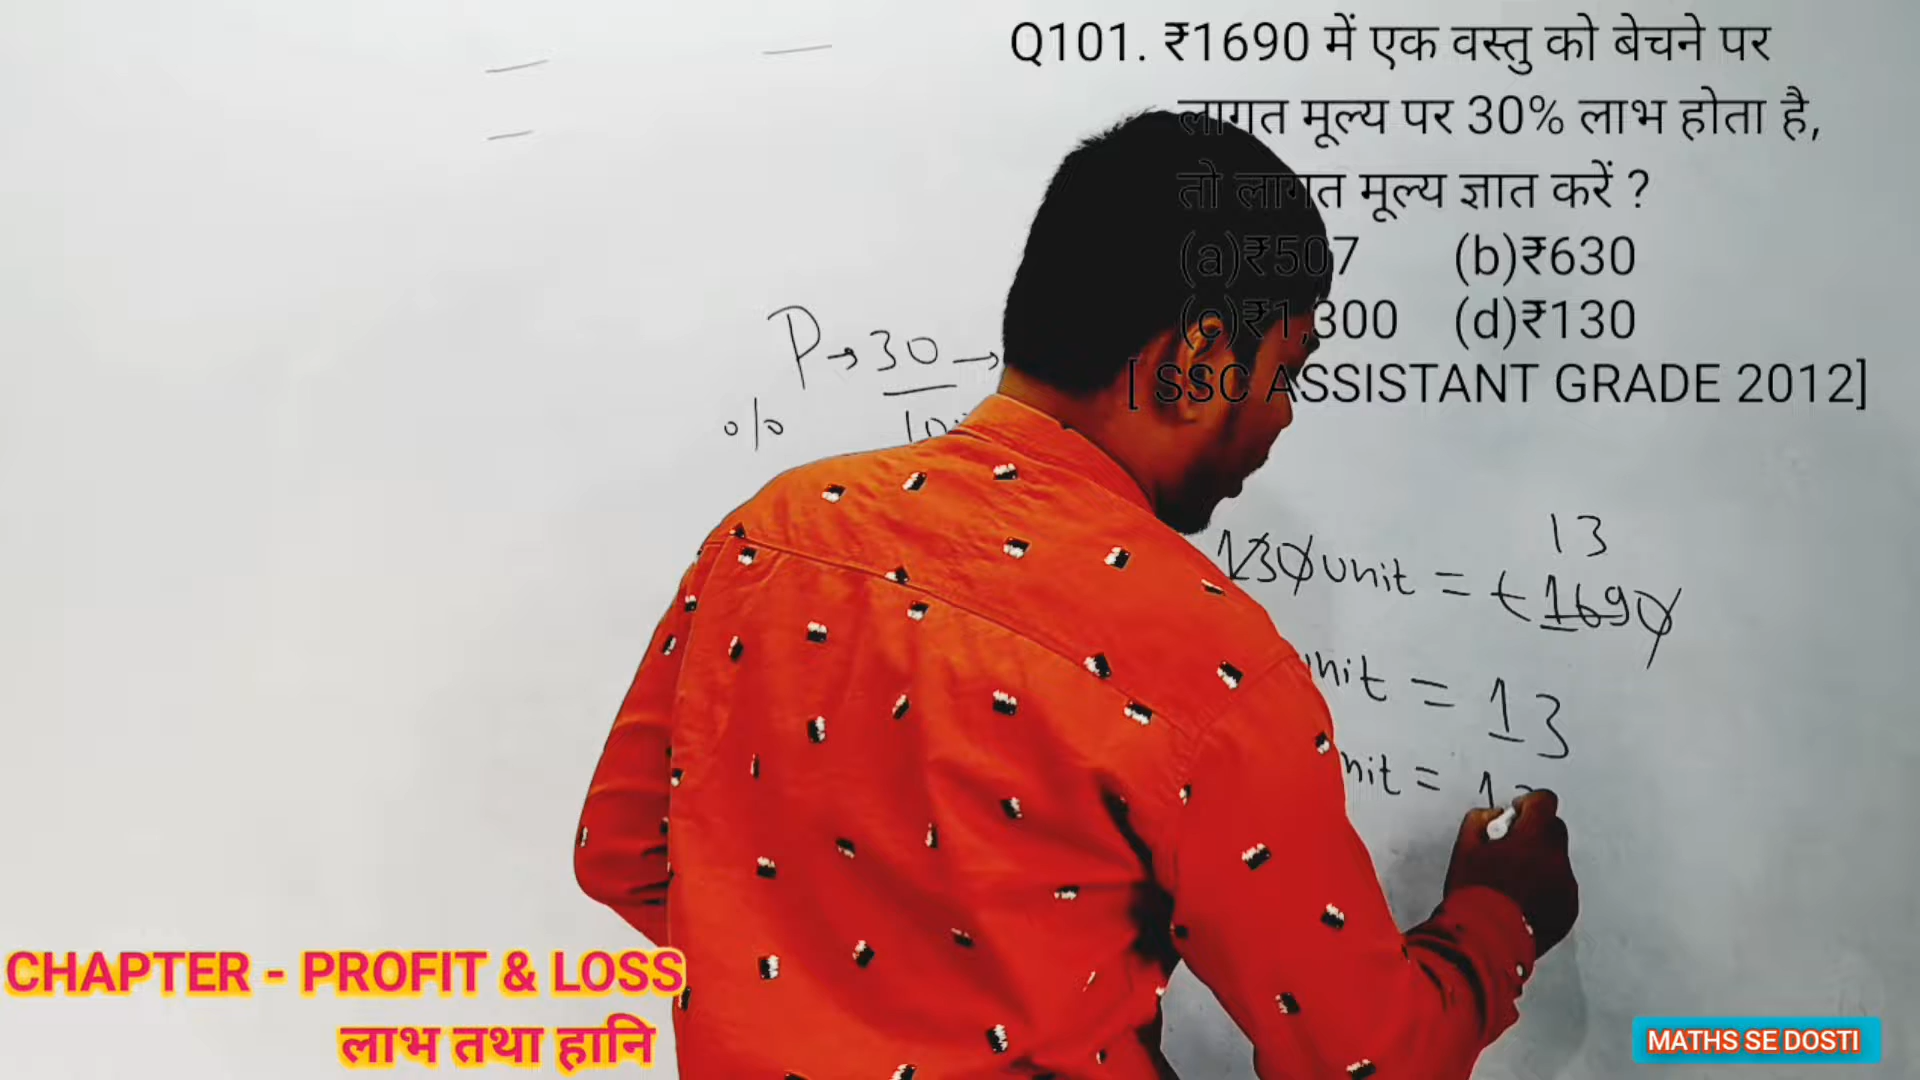 Q101. ₹1690 में एक वस्तु को बेचने पर
लागत मूल्य पर 30% लाभ होता है,
तो लागत मूल्य ज्ञात करें ?
(a)₹507 (b)₹630
(c)₹1,300 (d)₹130
[ SSC ASSISTANT GRADE 2012]
P → 30 →
%
13
130 unit = 1690
unit = 13
CHAPTER - PROFIT & LOSS
लाभ तथा हानि
MATHS SE DOSTI